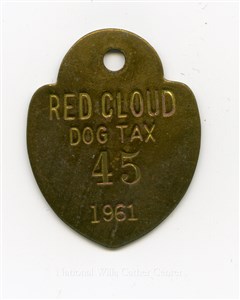 RED CLOUD
DOG TAX
45
1961